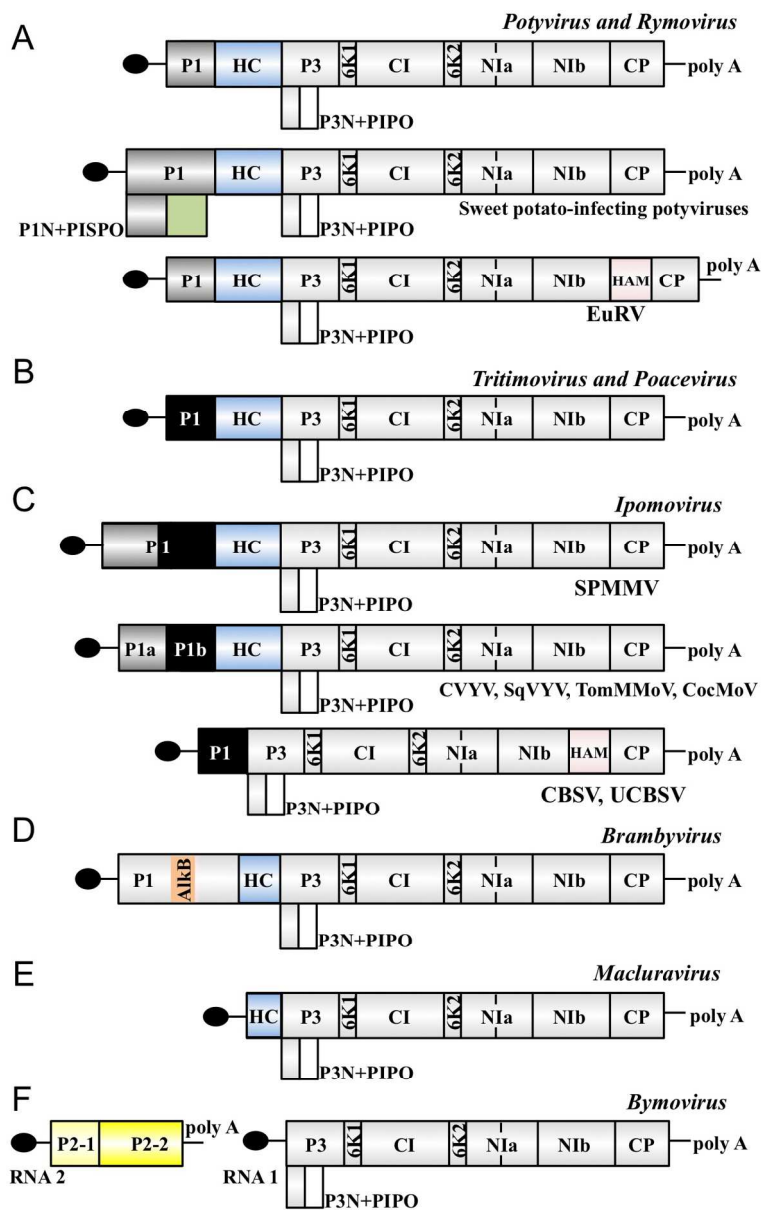 A
Potyvirus and Rymovirus
P1 HC P3 6K1 CI 6K2 NIa NIb CP poly A
P3N+PIPO
P1 HC P3 6K1 CI 6K2 NIa NIb CP poly A
P1N+PISPO P3N+PIPO Sweet potato-infecting potyviruses
P1 HC P3 6K1 CI 6K2 NIa NIb HAM CP poly A
P3N+PIPO EuRV
B
Tritimovirus and Poacevirus
P1 HC P3 6K1 CI 6K2 NIa NIb CP poly A
P3N+PIPO
C
Ipomovirus
P1 HC P3 6K1 CI 6K2 NIa NIb CP poly A
P3N+PIPO SPMMV
P1a P1b HC P3 6K1 CI 6K2 NIa NIb CP poly A
P3N+PIPO CVYV, SqVYV, TomMMoV, CocMoV
P1 P3 6K1 CI 6K2 NIa NIb HAM CP poly A
P3N+PIPO CBSV, UCBSV
D
Brambyvirus
P1 AlkB HC P3 6K1 CI 6K2 NIa NIb CP poly A
P3N+PIPO
E
Macluravirus
HC P3 6K1 CI 6K2 NIa NIb CP poly A
P3N+PIPO
F
Bymovirus
P2-1 P2-2 poly A
RNA 2
P3 6K1 CI 6K2 NIa NIb CP poly A
RNA 1
P3N+PIPO